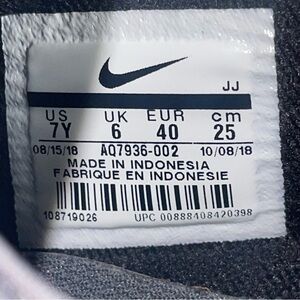 JJ
US UK EUR cm
7Y 6 40 25
08/15/18 AQ7936-002 10/08/18
MADE IN INDONESIA
FABRIQUE EN INDONESIE
108719026 UPC 00888408420398